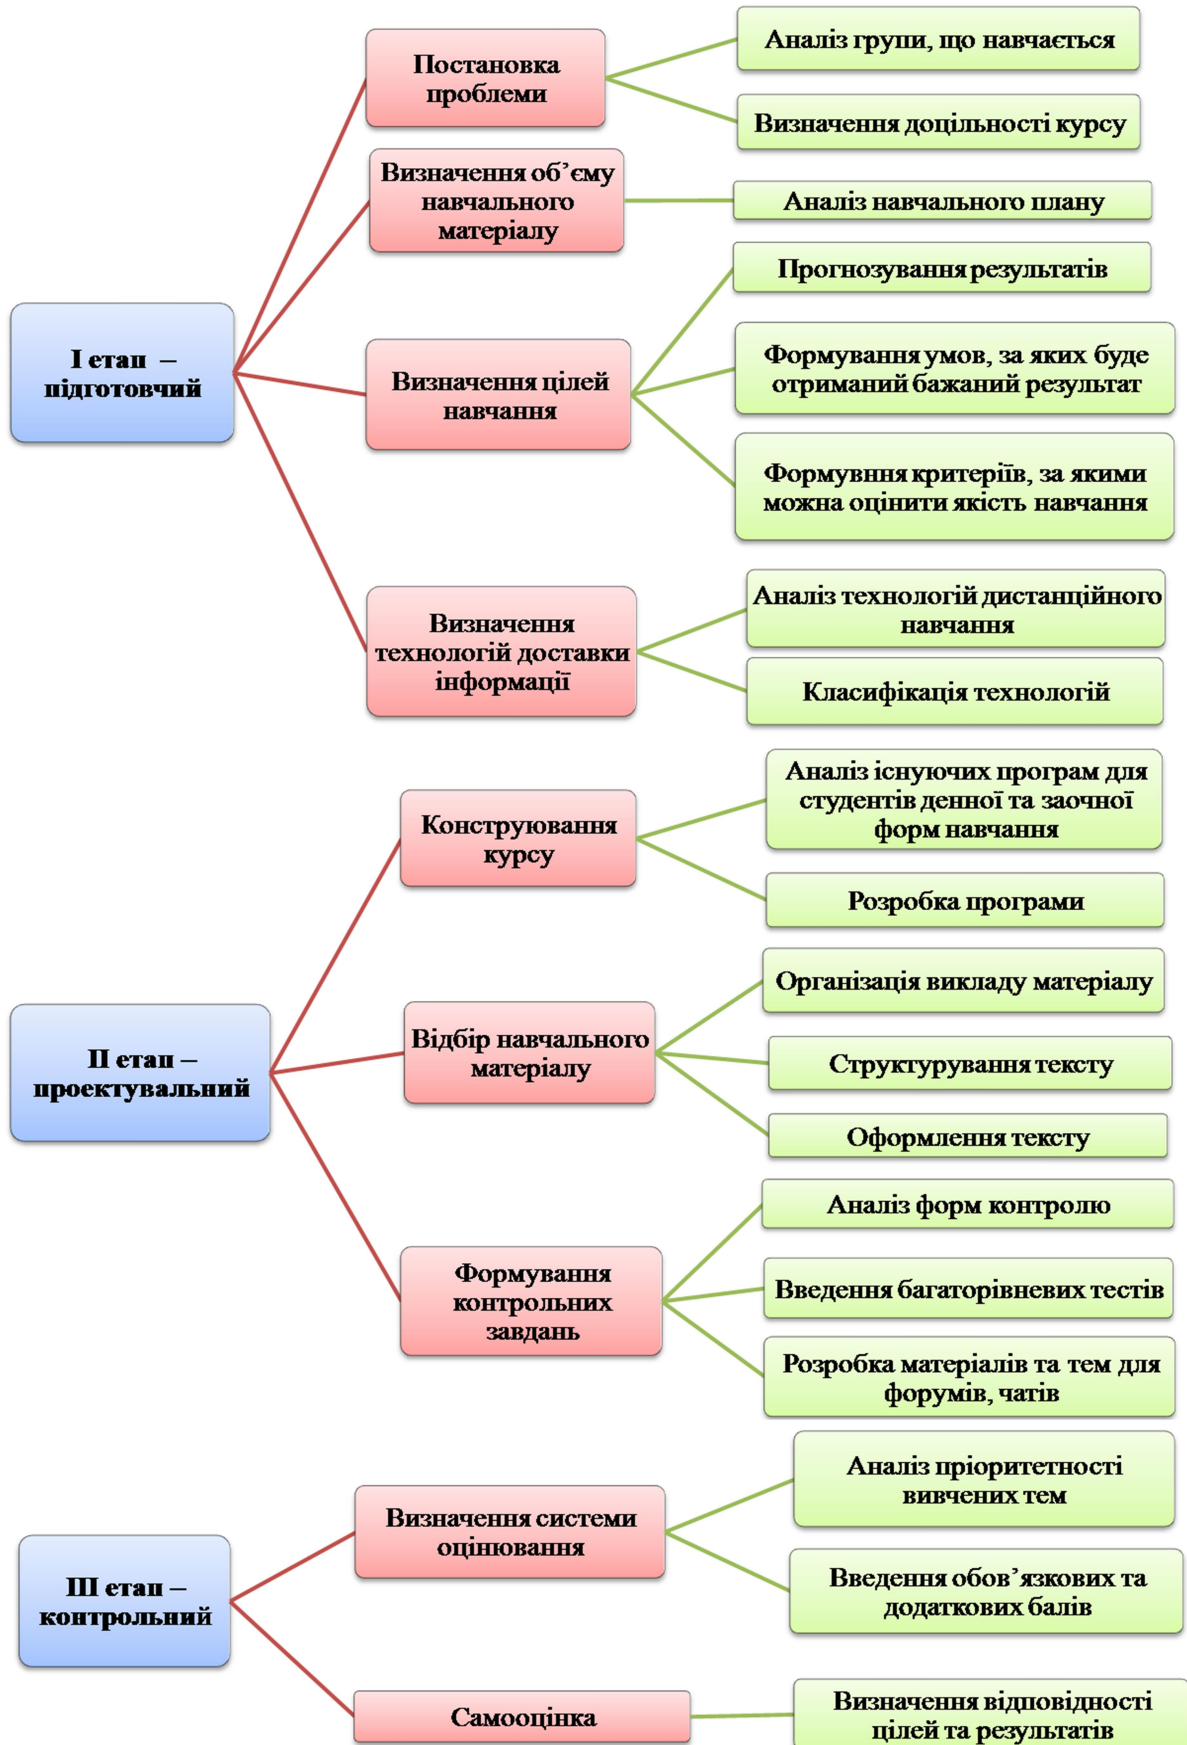 І етап –
підготовчий
Постановка
проблеми
Аналіз групи, що навчається
Визначення доцільності курсу
Визначення об’єму
навчального
матеріалу
Аналіз навчального плану
Визначення цілей
навчання
Прогнозування результатів
Формування умов, за яких буде
отриманий бажаний результат
Формувння критеріїв, за якими
можна оцінити якість навчання
Визначення
технологій доставки
інформації
Аналіз технологій дистанційного
навчання
Класифікація технологій
ІІ етап –
проектувальний
Конструювання
курсу
Аналіз існуючих програм для
студентів денної та заочної
форм навчання
Розробка програми
Відбір навчального
матеріалу
Організація викладу матеріалу
Структурування тексту
Оформлення тексту
Формування
контрольних
завдань
Аналіз форм контролю
Введення багаторівневих тестів
Розробка матеріалів та тем для
форумів, чатів
ІІІ етап –
контрольний
Визначення системи
оцінювання
Аналіз пріоритетності
вивчених тем
Введення обов’язкових та
додаткових балів
Самооцінка
Визначення відповідності
цілей та результатів